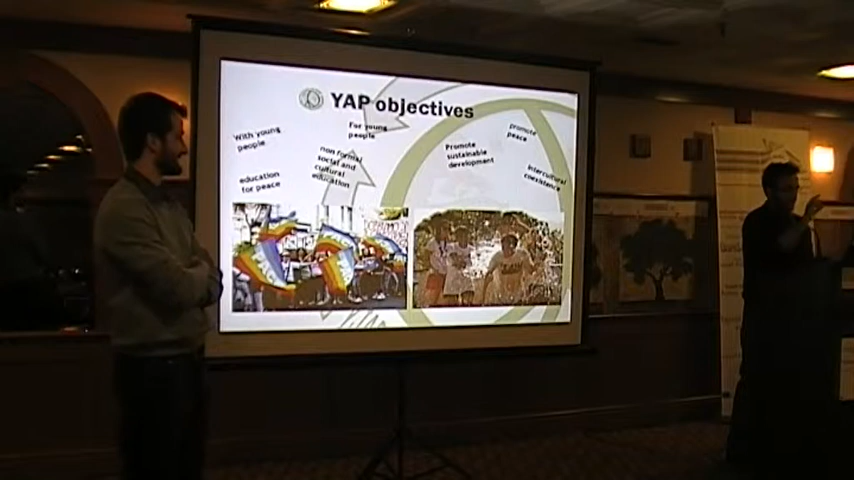 YAP objectives
With young
people
For young
people
promote
peace
Promote
sustainable
development
non formal
social and
cultural
education
intercultural
coexistence
education
for peace
PACE